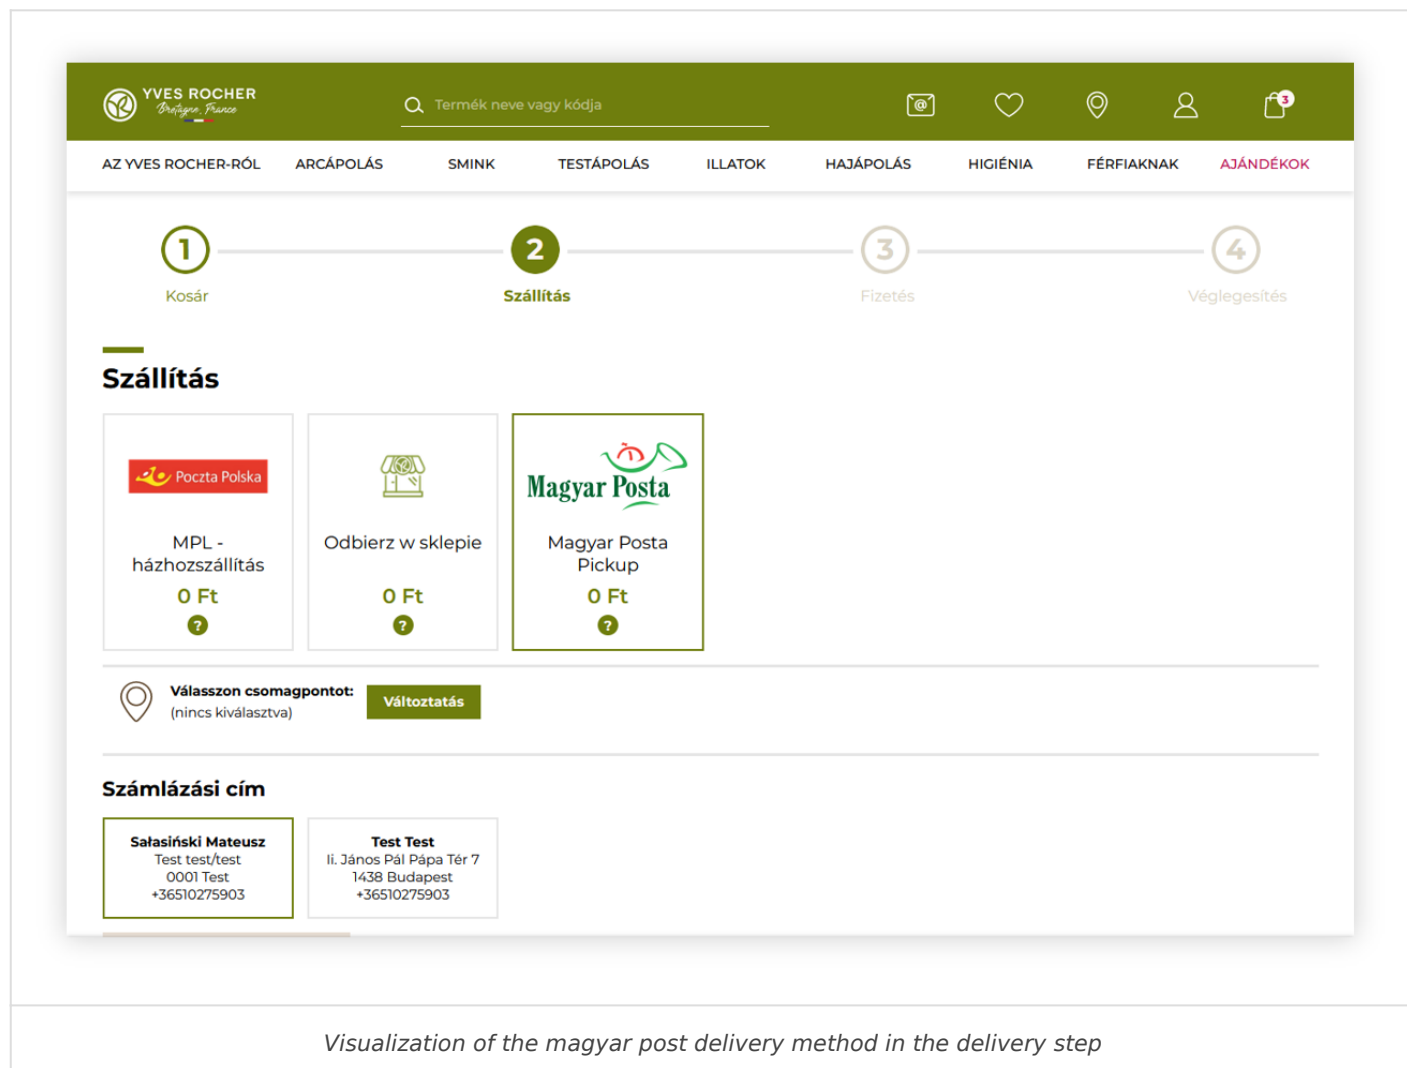 YVES ROCHER
Bretagne, France
Termék neve vagy kódja
@
3
AZ YVES ROCHER-RÓL ARCÁPOLÁS SMINK TESTÁPOLÁS ILLATOK HAJÁPOLÁS HIGIÉNIA FÉRFIAKNAK AJÁNDÉKOK
1 2 3 4
Kosár Szállítás Fizetés Véglegesítés
Szállítás
Poczta Polska
MPL -
házhozszállítás
0 Ft
?
Odbierz w sklepie
0 Ft
?
Magyar Posta
Magyar Posta
Pickup
0 Ft
?
Válasszon csomagpontot:
(nincs kiválasztva)
Változtatás
Számlázási cím
Sałasiński Mateusz
Test test/test
0001 Test
+36510275903
Test Test
Ii. János Pál Pápa Tér 7
1438 Budapest
+36510275903
Visualization of the magyar post delivery method in the delivery step